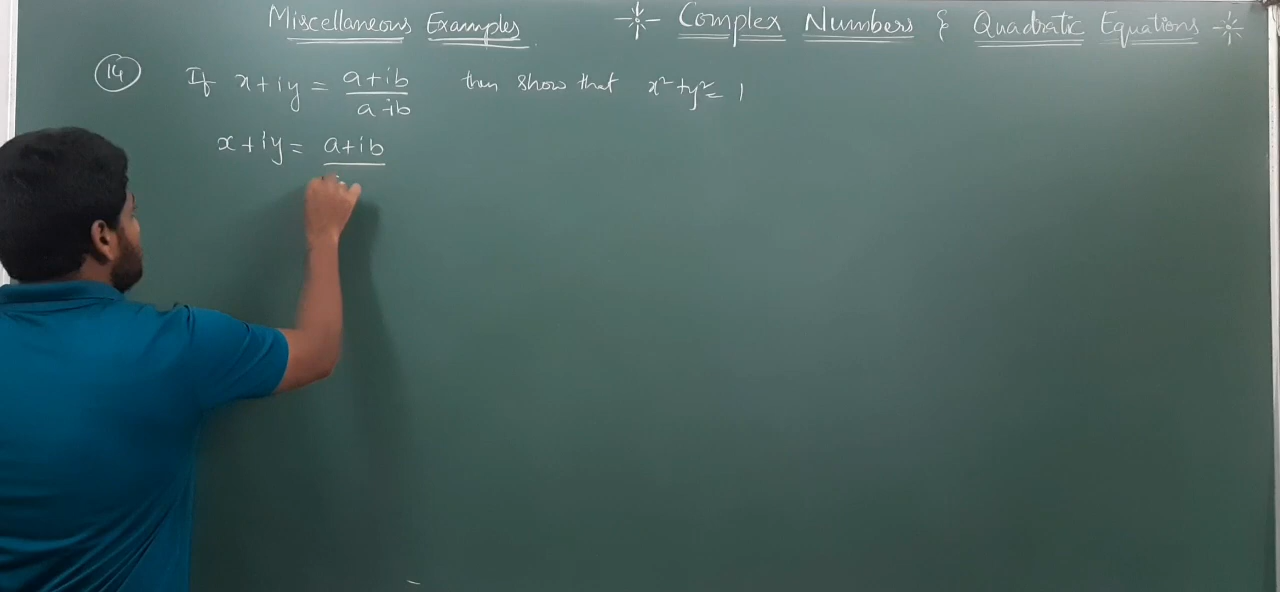 Miscellaneous Examples -*- Complex Numbers & Quadratic Equations -*-
(14) If x+iy = (a+ib)/(a-ib) then show that x²+y²=1
x+iy = a+ib